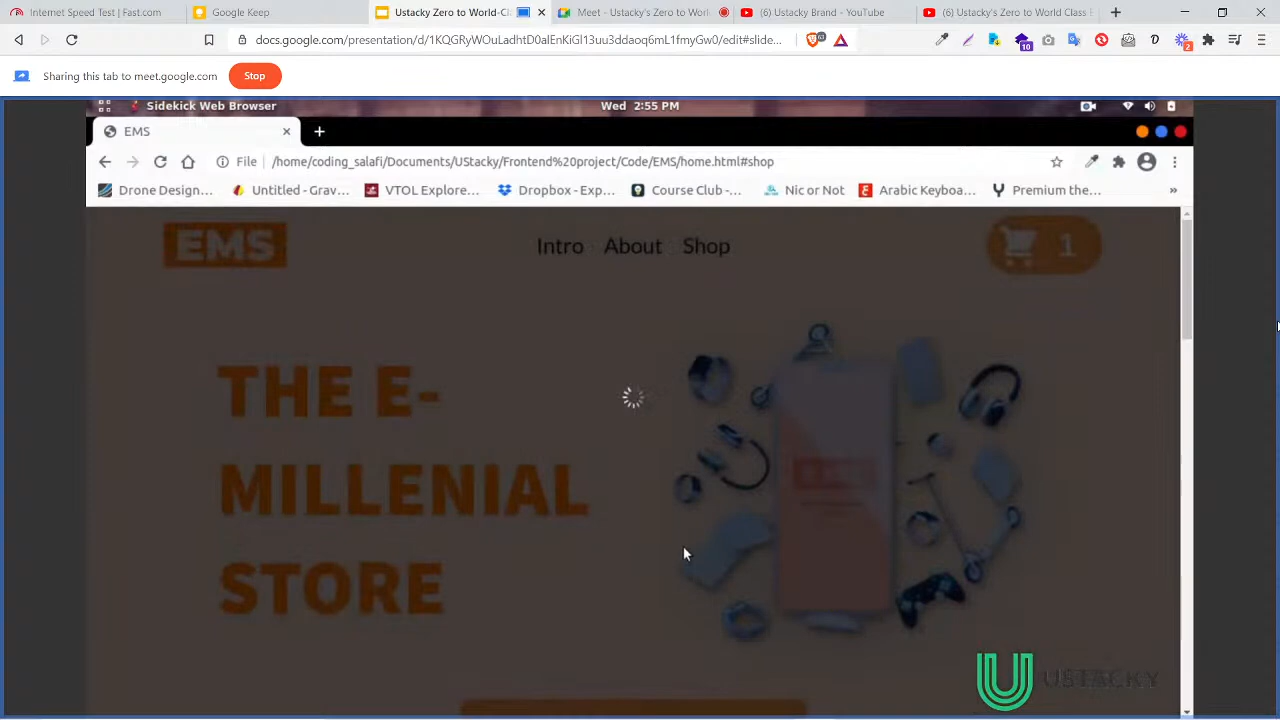 Internet Speed Test | Fast.com
Google Keep
Ustacky Zero to World-Cl
Meet - Ustacky's Zero to Worl
(6) Ustacky Brand - YouTube
(6) Ustacky's Zero to World Class E
docs.google.com/presentation/d/1KQGRyWOuLadhtD0alEnKiGl13uu3ddaoq6mL1fmyGw0/edit#slide...
10
2
Sharing this tab to meet.google.com
Stop
Sidekick Web Browser
Wed 2:55 PM
EMS
File
/home/coding_salafi/Documents/UStacky/Frontend%20project/Code/EMS/home.html#shop
Drone Design...
Untitled - Grav...
VTOL Explore...
Dropbox - Exp...
Course Club -...
Nic or Not
Arabic Keyboa...
Premium the...
»
EMS
Intro
About
Shop
1
THE E-
MILLENIAL
STORE
USTACKY